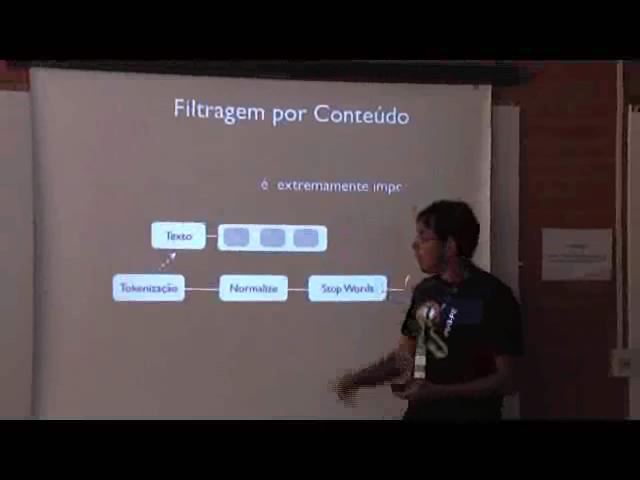 Filtragem por Conteúdo
é extremamente impo
Texto
Tokenização
Normalize
Stop Words